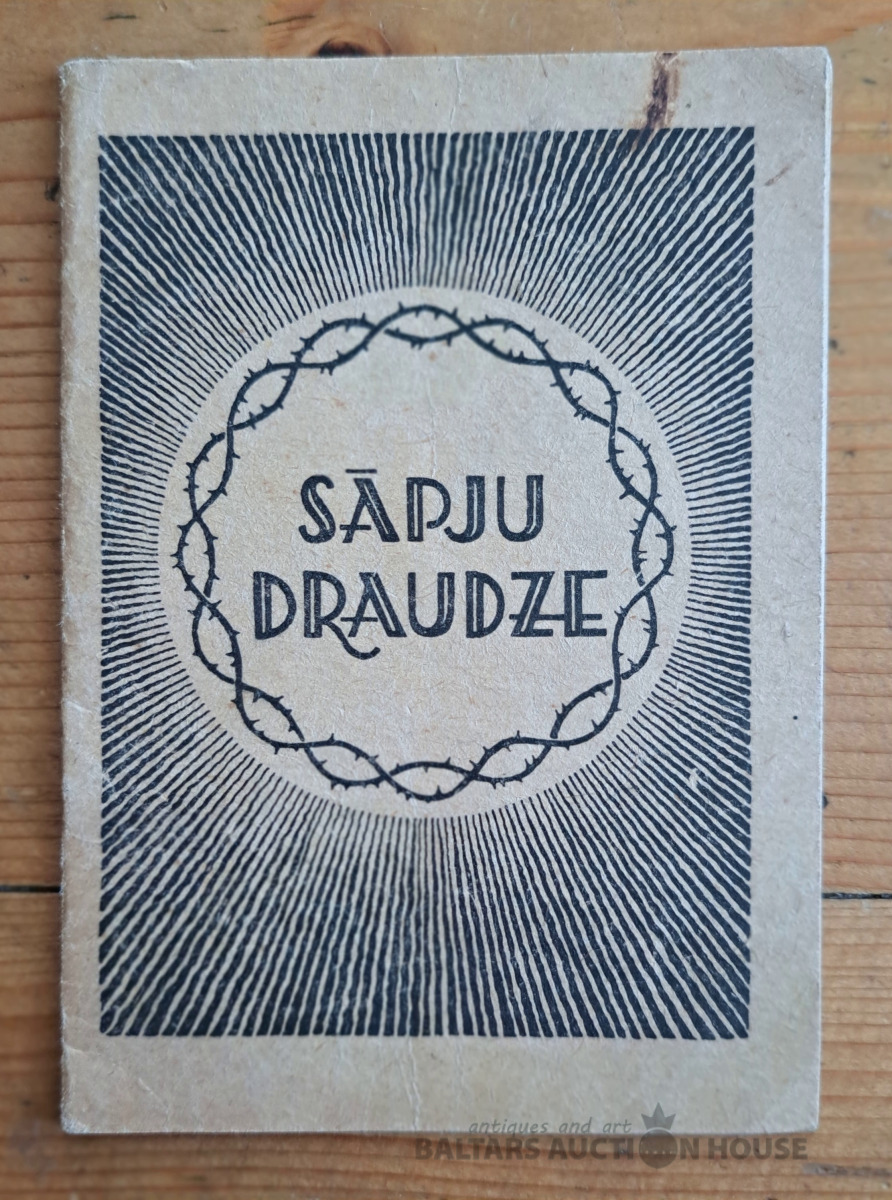 SĀPJU
DRAUDZE
antiques and art
BALTARS AUCTION HOUSE